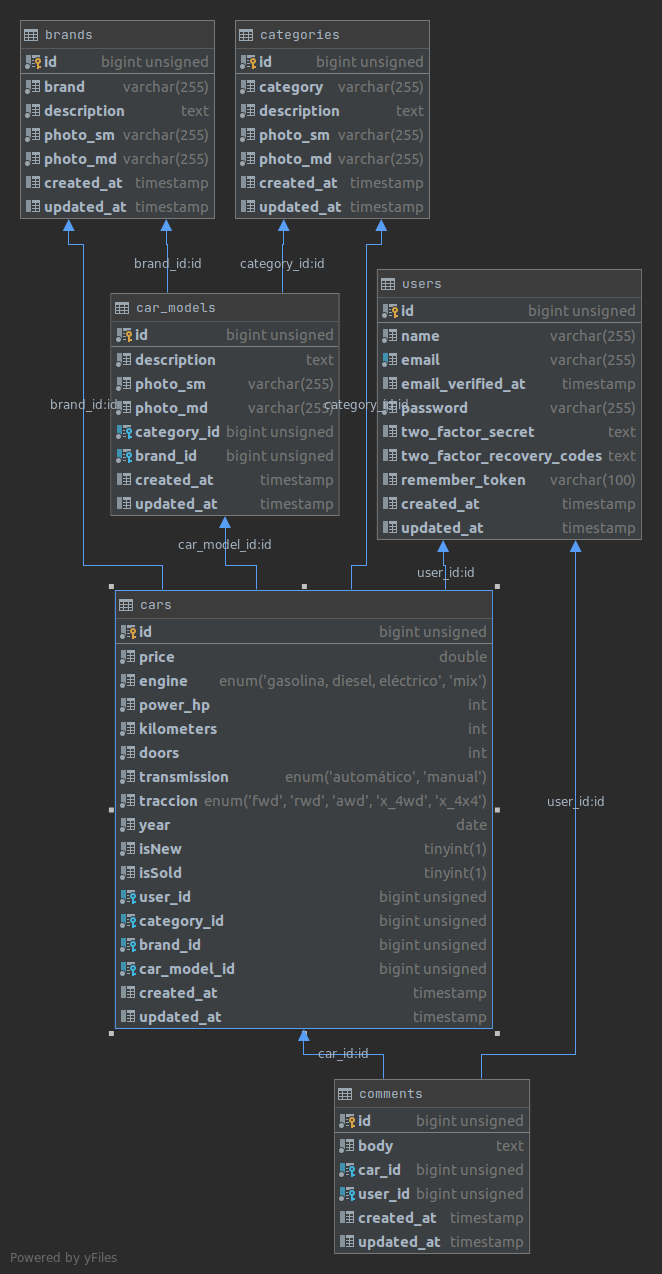 brands
id bigint unsigned
brand varchar(255)
description text
photo_sm varchar(255)
photo_md varchar(255)
created_at timestamp
updated_at timestamp
categories
id bigint unsigned
category varchar(255)
description text
photo_sm varchar(255)
photo_md varchar(255)
created_at timestamp
updated_at timestamp
brand_id:id
category_id:id
users
id bigint unsigned
name varchar(255)
email varchar(255)
email_verified_at timestamp
password varchar(255)
two_factor_secret text
two_factor_recovery_codes text
remember_token varchar(100)
created_at timestamp
updated_at timestamp
car_models
id bigint unsigned
description text
photo_sm varchar(255)
photo_md varchar(255)
category_id bigint unsigned
brand_id bigint unsigned
created_at timestamp
updated_at timestamp
brand_id:id
category_id:id
car_model_id:id
user_id:id
cars
id bigint unsigned
price double
engine enum('gasolina, diesel, eléctrico', 'mix')
power_hp int
kilometers int
doors int
transmission enum('automático', 'manual')
traccion enum('fwd', 'rwd', 'awd', 'x_4wd', 'x_4x4')
year date
isNew tinyint(1)
isSold tinyint(1)
user_id bigint unsigned
category_id bigint unsigned
brand_id bigint unsigned
car_model_id bigint unsigned
created_at timestamp
updated_at timestamp
user_id:id
car_id:id
comments
id bigint unsigned
body text
car_id bigint unsigned
user_id bigint unsigned
created_at timestamp
updated_at timestamp
Powered by yFiles